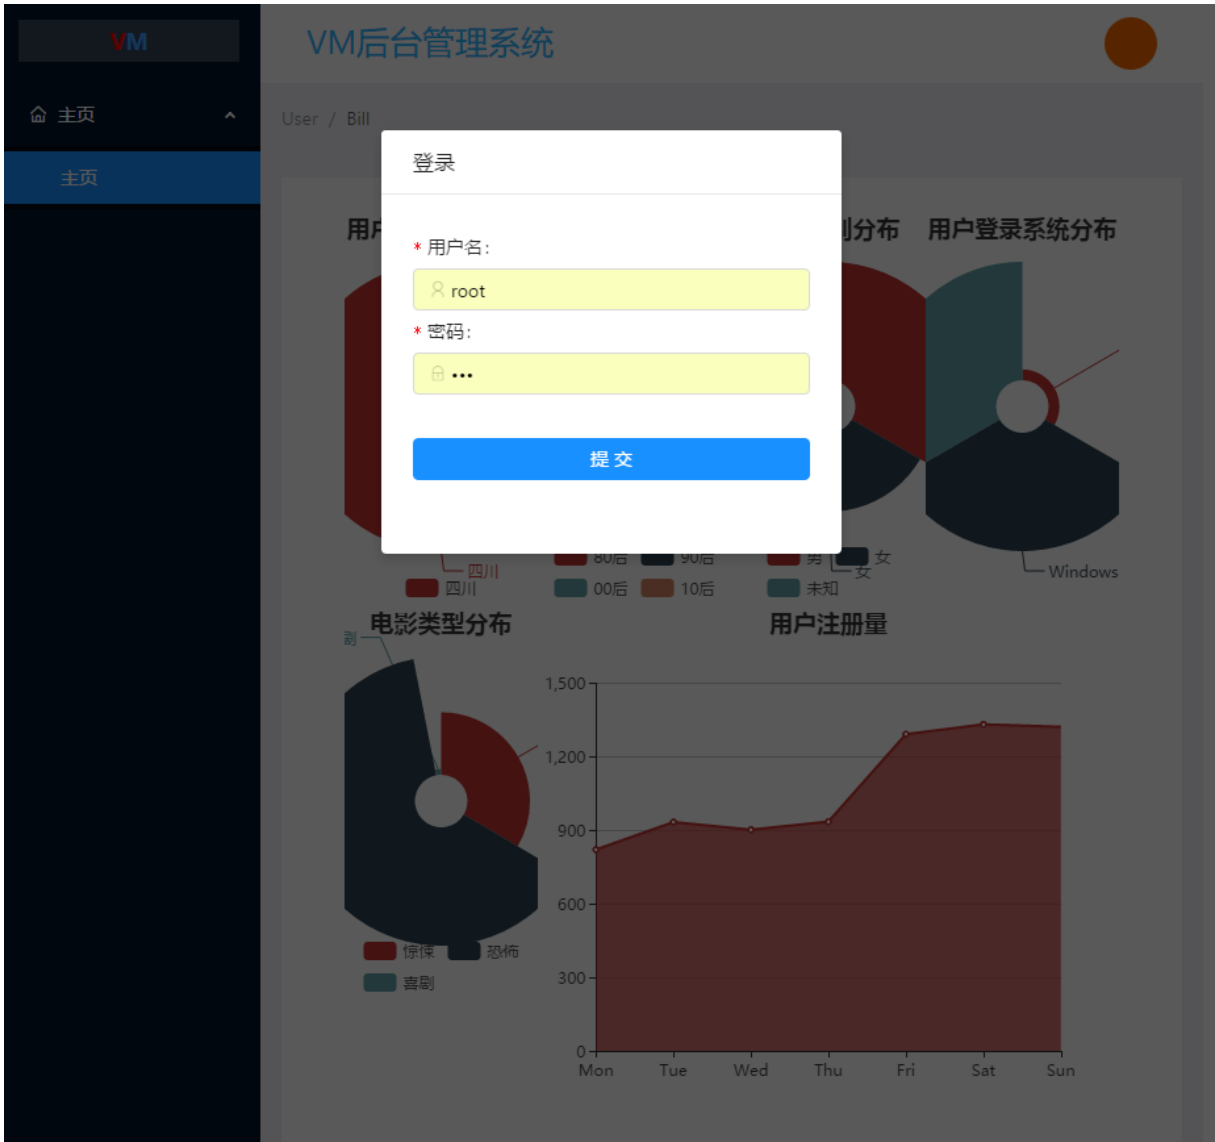 VM
VM后台管理系统
主页
主页
User / Bill
登录
* 用户名:
root
* 密码:
•••
提交
用户登录系统分布
分布
四川
四川
80后
90后
00后
10后
男
女
女
未知
Windows
电影类型分布
剧
惊悚
恐怖
喜剧
用户注册量
1,500
1,200
900
600
300
0
Mon Tue Wed Thu Fri Sat Sun